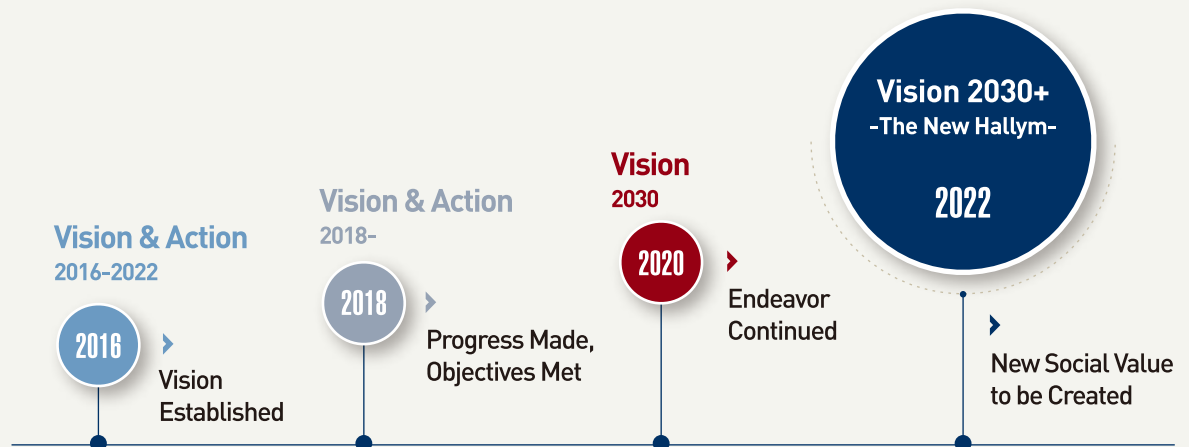 Vision & Action
2016-2022
2016
Vision
Established
Vision & Action
2018-
2018
Progress Made,
Objectives Met
Vision
2030
2020
Endeavor
Continued
Vision 2030+
-The New Hallym-
2022
New Social Value
to be Created